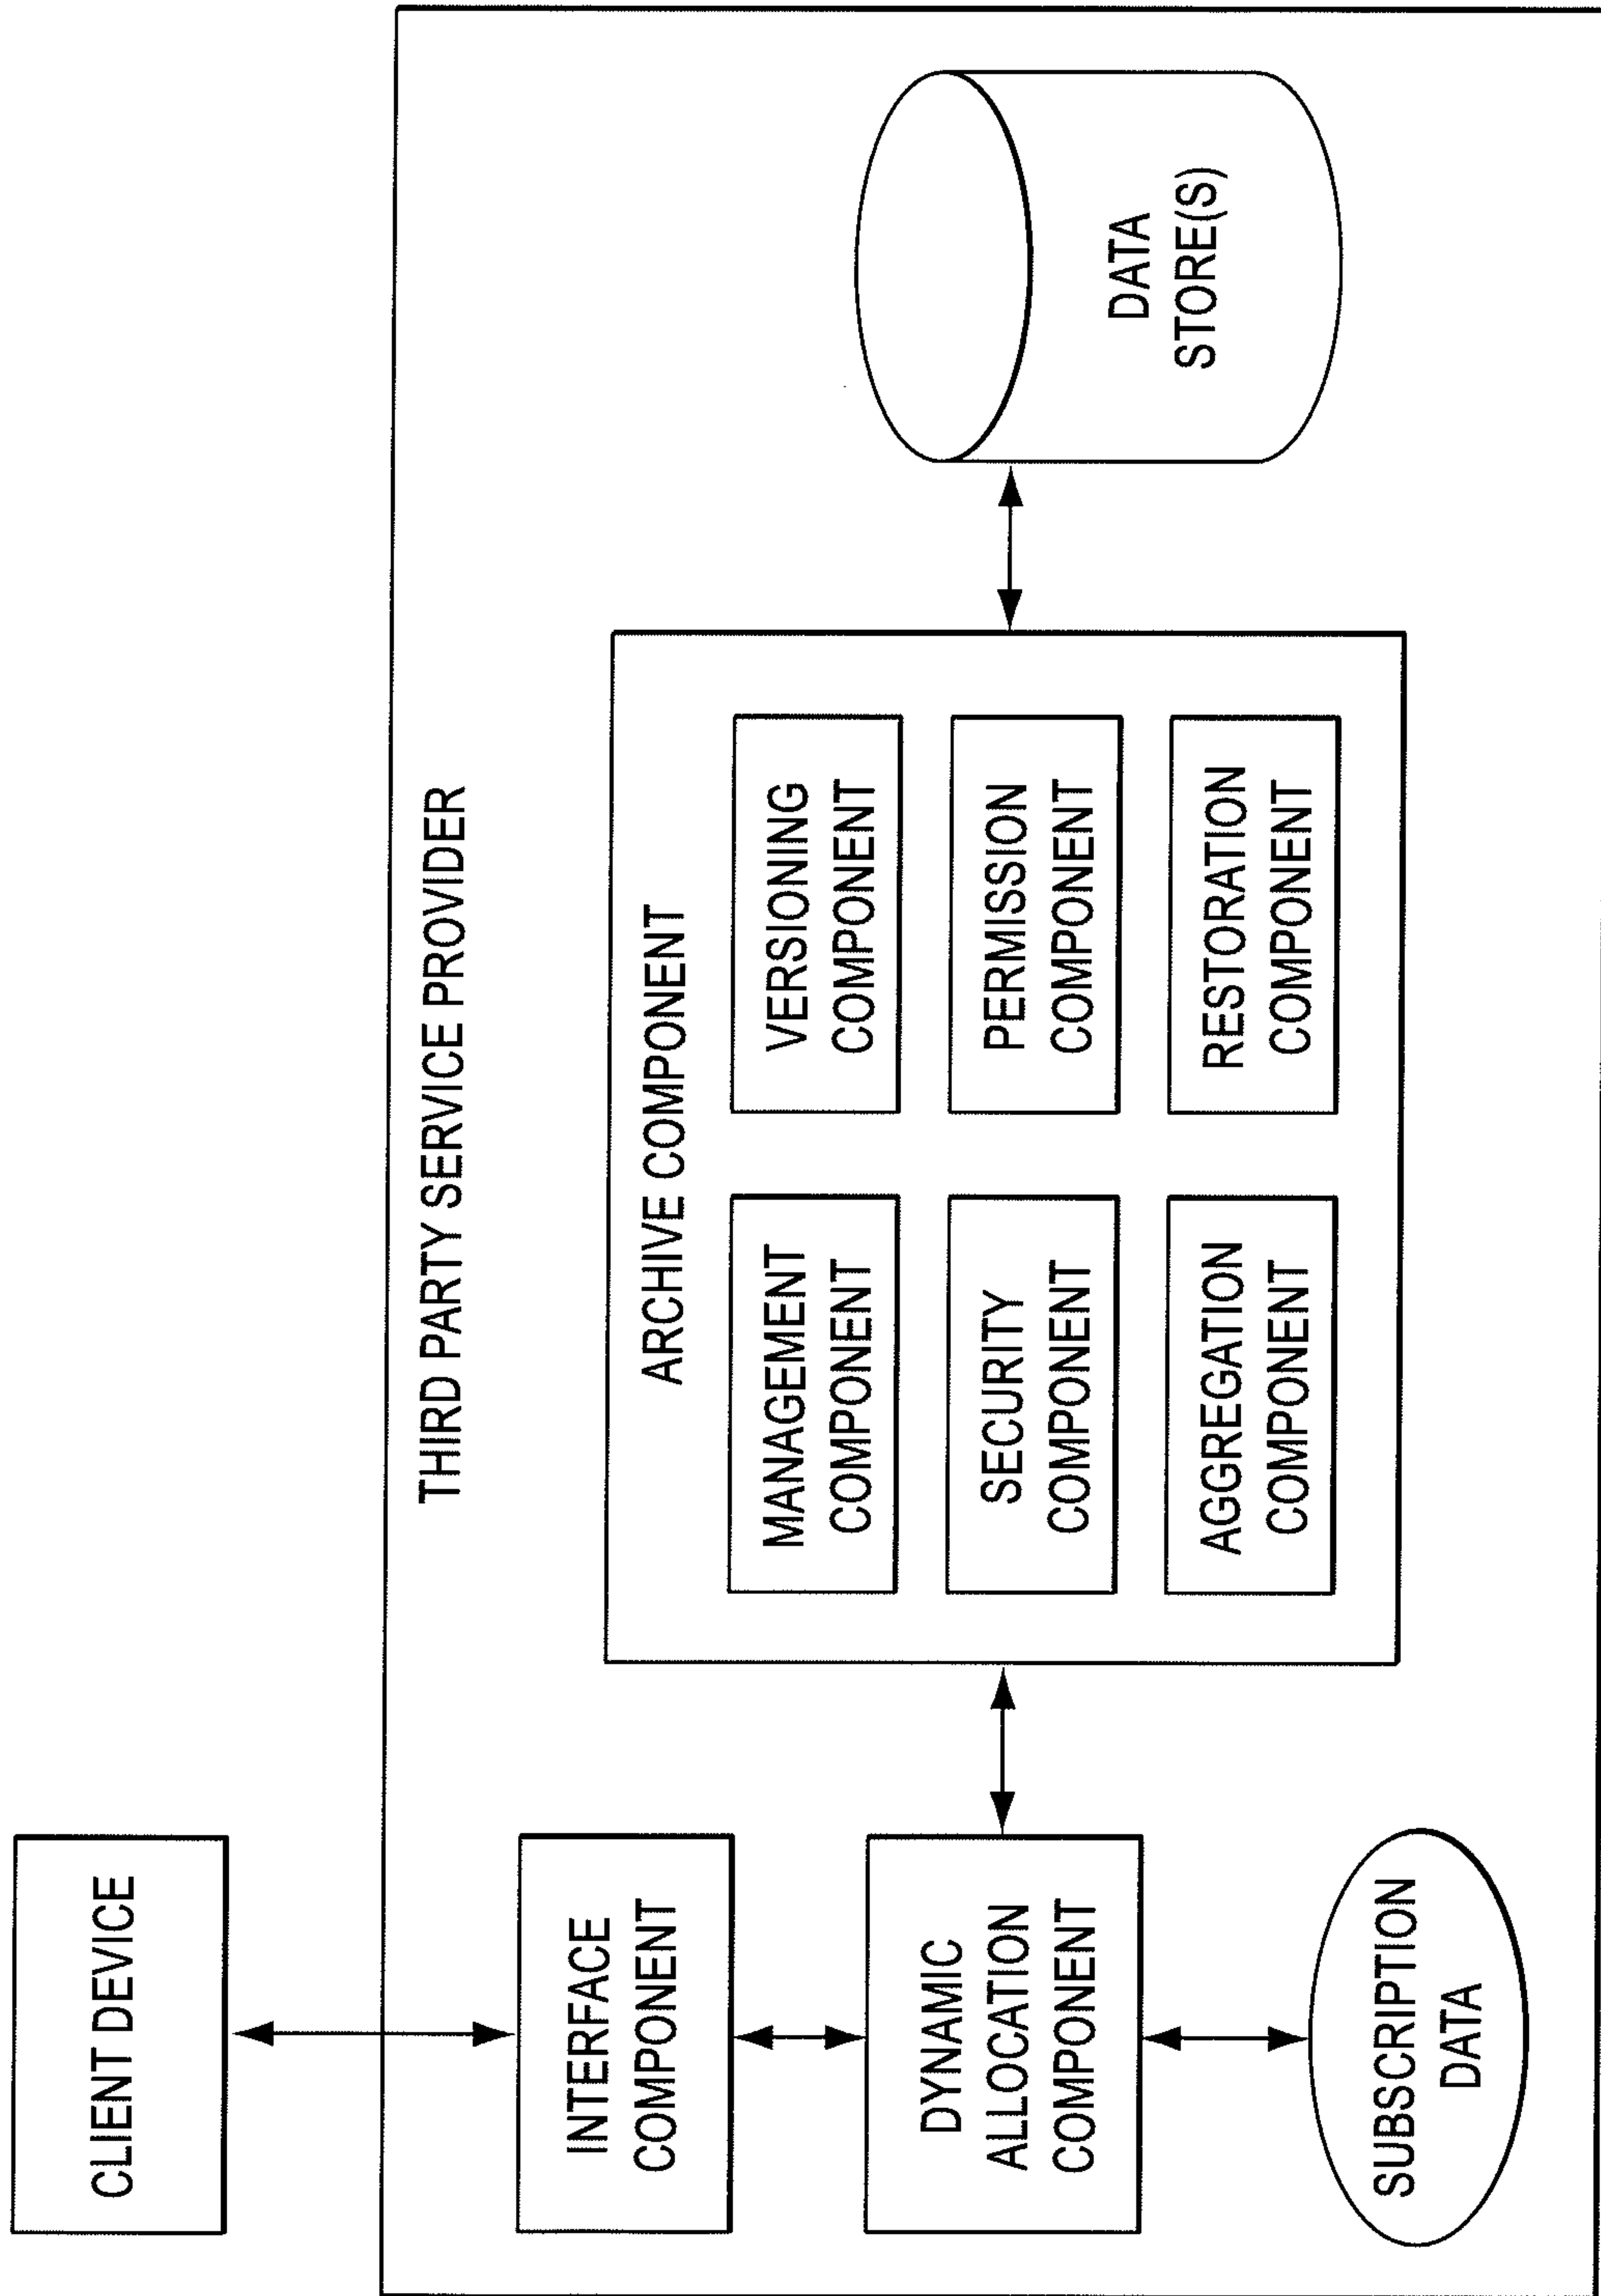 CLIENT DEVICE
THIRD PARTY SERVICE PROVIDER
INTERFACE
COMPONENT
DYNAMIC
ALLOCATION
COMPONENT
SUBSCRIPTION
DATA
ARCHIVE COMPONENT
MANAGEMENT
COMPONENT
VERSIONING
COMPONENT
SECURITY
COMPONENT
PERMISSION
COMPONENT
AGGREGATION
COMPONENT
RESTORATION
COMPONENT
DATA
STORE(S)